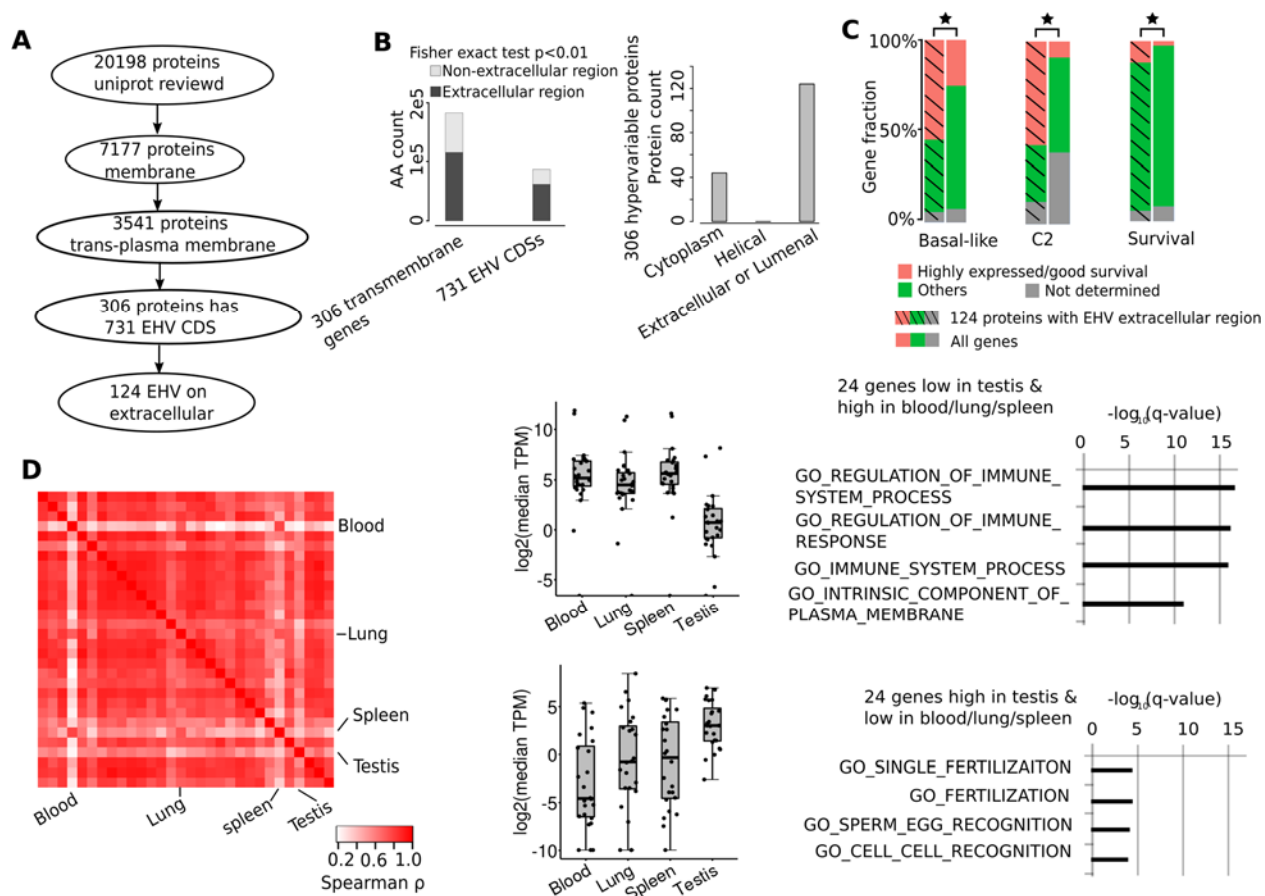 A
20198 proteins
uniprot reviewd
7177 proteins
membrane
3541 proteins
trans-plasma membrane
306 proteins has
731 EHV CDS
124 EHV on
extracellular
B
Fisher exact test p<0.01
Non-extracellular region
Extracellular region
AA count
0
1e5
2e5
306 transmembrane
genes
731 EHV CDSs
306 hypervariable proteins
Protein count
0
40
80
120
Cytoplasm
Helical
Extracellular or Lumenal
C
★ ★ ★
Gene fraction
100%
50%
0%
Basal-like
C2
Survival
Highly expressed/good survival
Others
Not determined
124 proteins with EHV extracellular region
All genes
D
Blood
Lung
Spleen
Testis
Blood
Lung
spleen
Testis
0.2 0.6 1.0
Spearman ρ
log2(median TPM)
10
5
0
-5
Blood
Lung
Spleen
Testis
24 genes low in testis &
high in blood/lung/spleen
-log10(q-value)
0 5 10 15
GO_REGULATION_OF_IMMUNE_
SYSTEM_PROCESS
GO_REGULATION_OF_IMMUNE_
RESPONSE
GO_IMMUNE_SYSTEM_PROCESS
GO_INTRINSIC_COMPONENT_OF_
PLASMA_MEMBRANE
log2(median TPM)
5
0
-5
-10
Blood
Lung
Spleen
Testis
24 genes high in testis &
low in blood/lung/spleen
-log10(q-value)
0 5 10 15
GO_SINGLE_FERTILIZAITON
GO_FERTILIZATION
GO_SPERM_EGG_RECOGNITION
GO_CELL_CELL_RECOGNITION